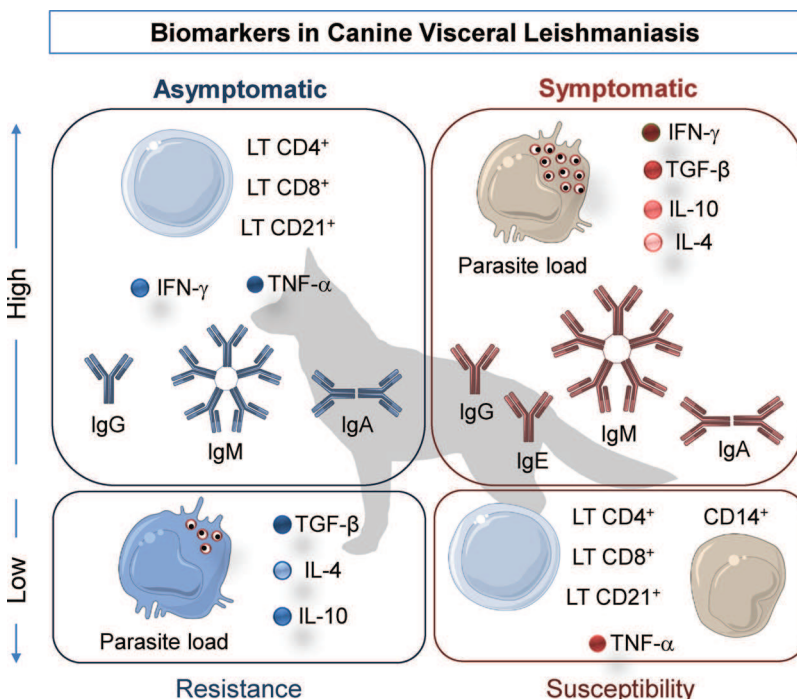 Biomarkers in Canine Visceral Leishmaniasis
Asymptomatic
Symptomatic
High
LT CD4⁺
LT CD8⁺
LT CD21⁺
IFN-γ
TNF-α
IgG
IgM
IgA
Parasite load
IFN-γ
TGF-β
IL-10
IL-4
IgG
IgE
IgM
IgA
Low
Parasite load
TGF-β
IL-4
IL-10
LT CD4⁺
LT CD8⁺
LT CD21⁺
CD14⁺
TNF-α
Resistance
Susceptibility